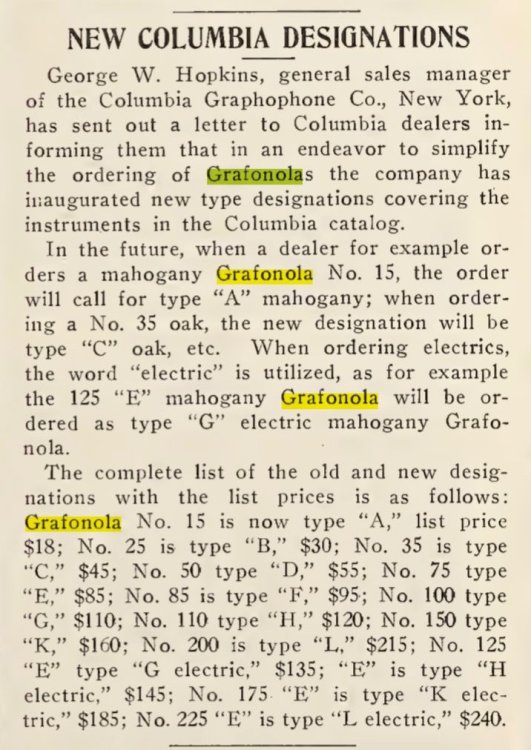 NEW COLUMBIA DESIGNATIONS
George W. Hopkins, general sales manager
of the Columbia Graphophone Co., New York,
has sent out a letter to Columbia dealers in-
forming them that in an endeavor to simplify
the ordering of Grafonolas the company has
inaugurated new type designations covering the
instruments in the Columbia catalog.
In the future, when a dealer for example or-
ders a mahogany Grafonola No. 15, the order
will call for type “A” mahogany; when order-
ing a No. 35 oak, the new designation will be
type “C” oak, etc. When ordering electrics,
the word “electric” is utilized, as for example
the 125 “E” mahogany Grafonola will be or-
dered as type “G” electric mahogany Grafo-
nola.
The complete list of the old and new desig-
nations with the list prices is as follows:
Grafonola No. 15 is now type “A,” list price
$18; No. 25 is type “B,” $30; No. 35 is type
“C,” $45; No. 50 type “D,” $55; No. 75 type
“E,” $85; No. 85 is type “F,” $95; No. 100 type
“G,” $110; No. 110 type “H,” $120; No. 150 type
“K,” $160; No. 200 is type “L,” $215; No. 125
“E” type “G electric,” $135; “E” is type “H
electric,” $145; No. 175 “E” is type “K elec-
tric,” $185; No. 225 “E” is type “L electric,” $240.